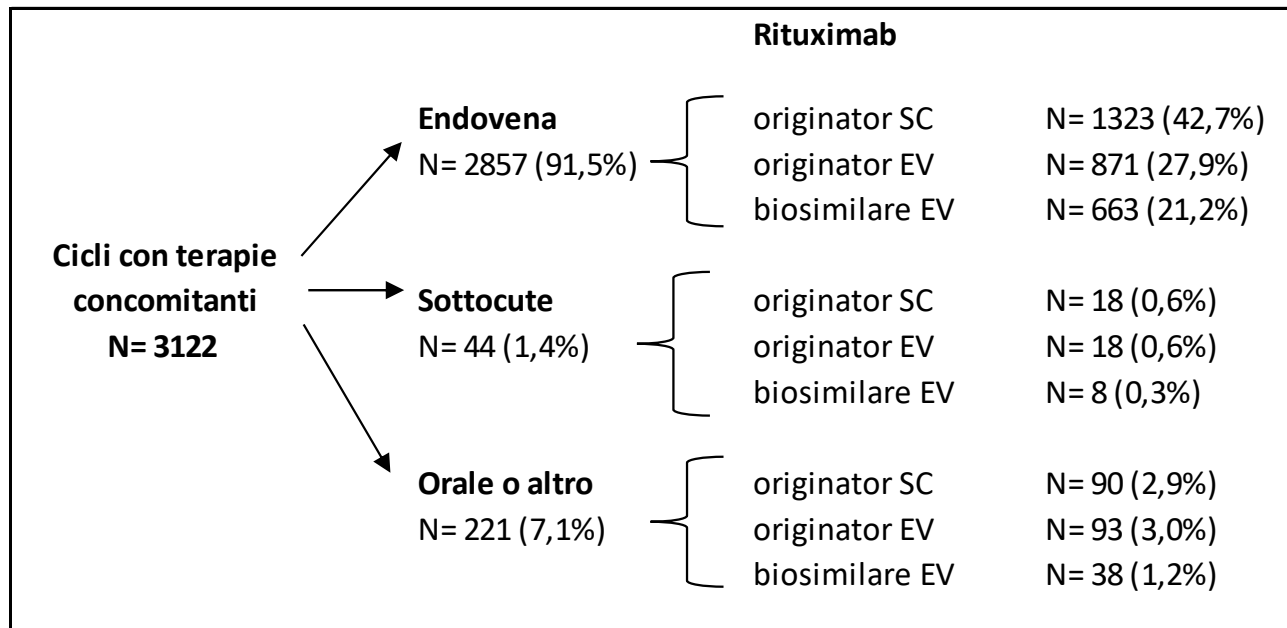 Rituximab
Cicli con terapie
concomitanti
N= 3122
Endovena
N= 2857 (91,5%)
originator SC N= 1323 (42,7%)
originator EV N= 871 (27,9%)
biosimilare EV N= 663 (21,2%)
Sottocute
N= 44 (1,4%)
originator SC N= 18 (0,6%)
originator EV N= 18 (0,6%)
biosimilare EV N= 8 (0,3%)
Orale o altro
N= 221 (7,1%)
originator SC N= 90 (2,9%)
originator EV N= 93 (3,0%)
biosimilare EV N= 38 (1,2%)